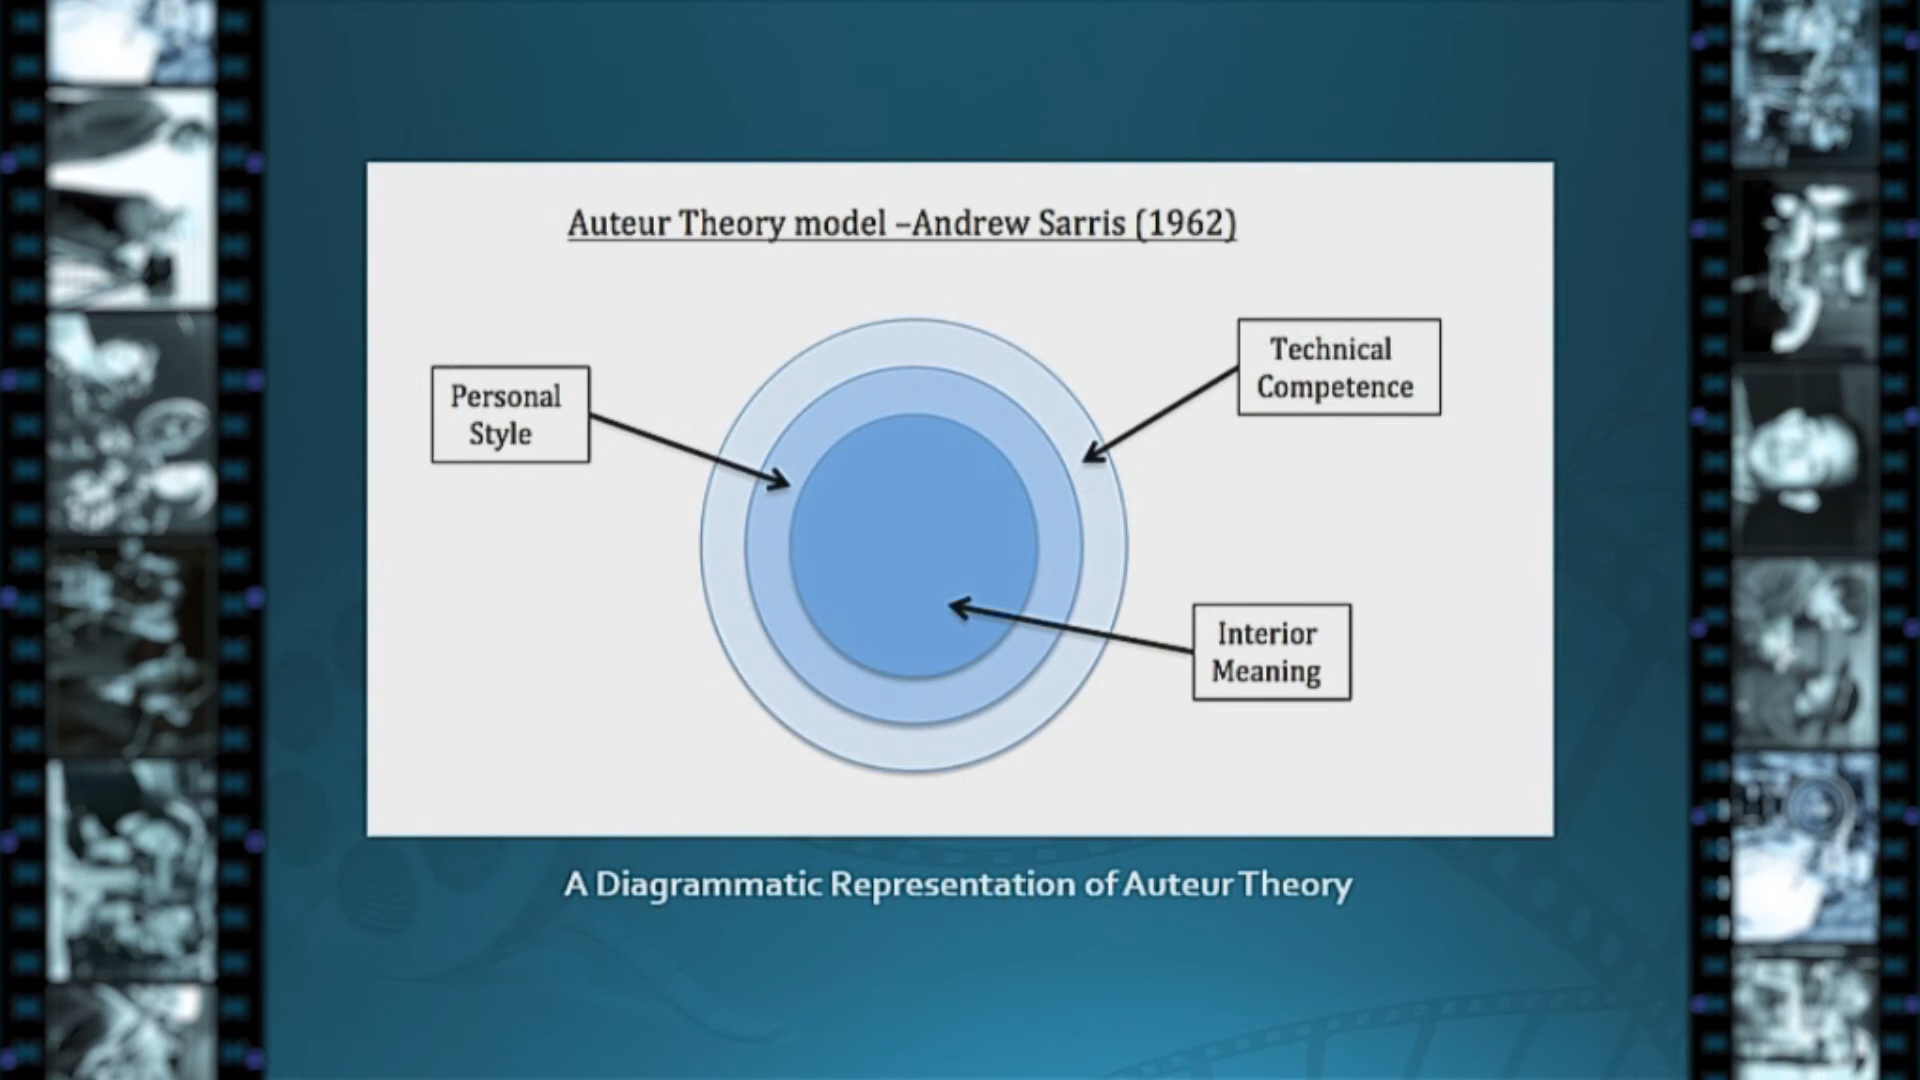 Auteur Theory model –Andrew Sarris (1962)
Technical
Competence
Personal
Style
Interior
Meaning
A Diagrammatic Representation of Auteur Theory